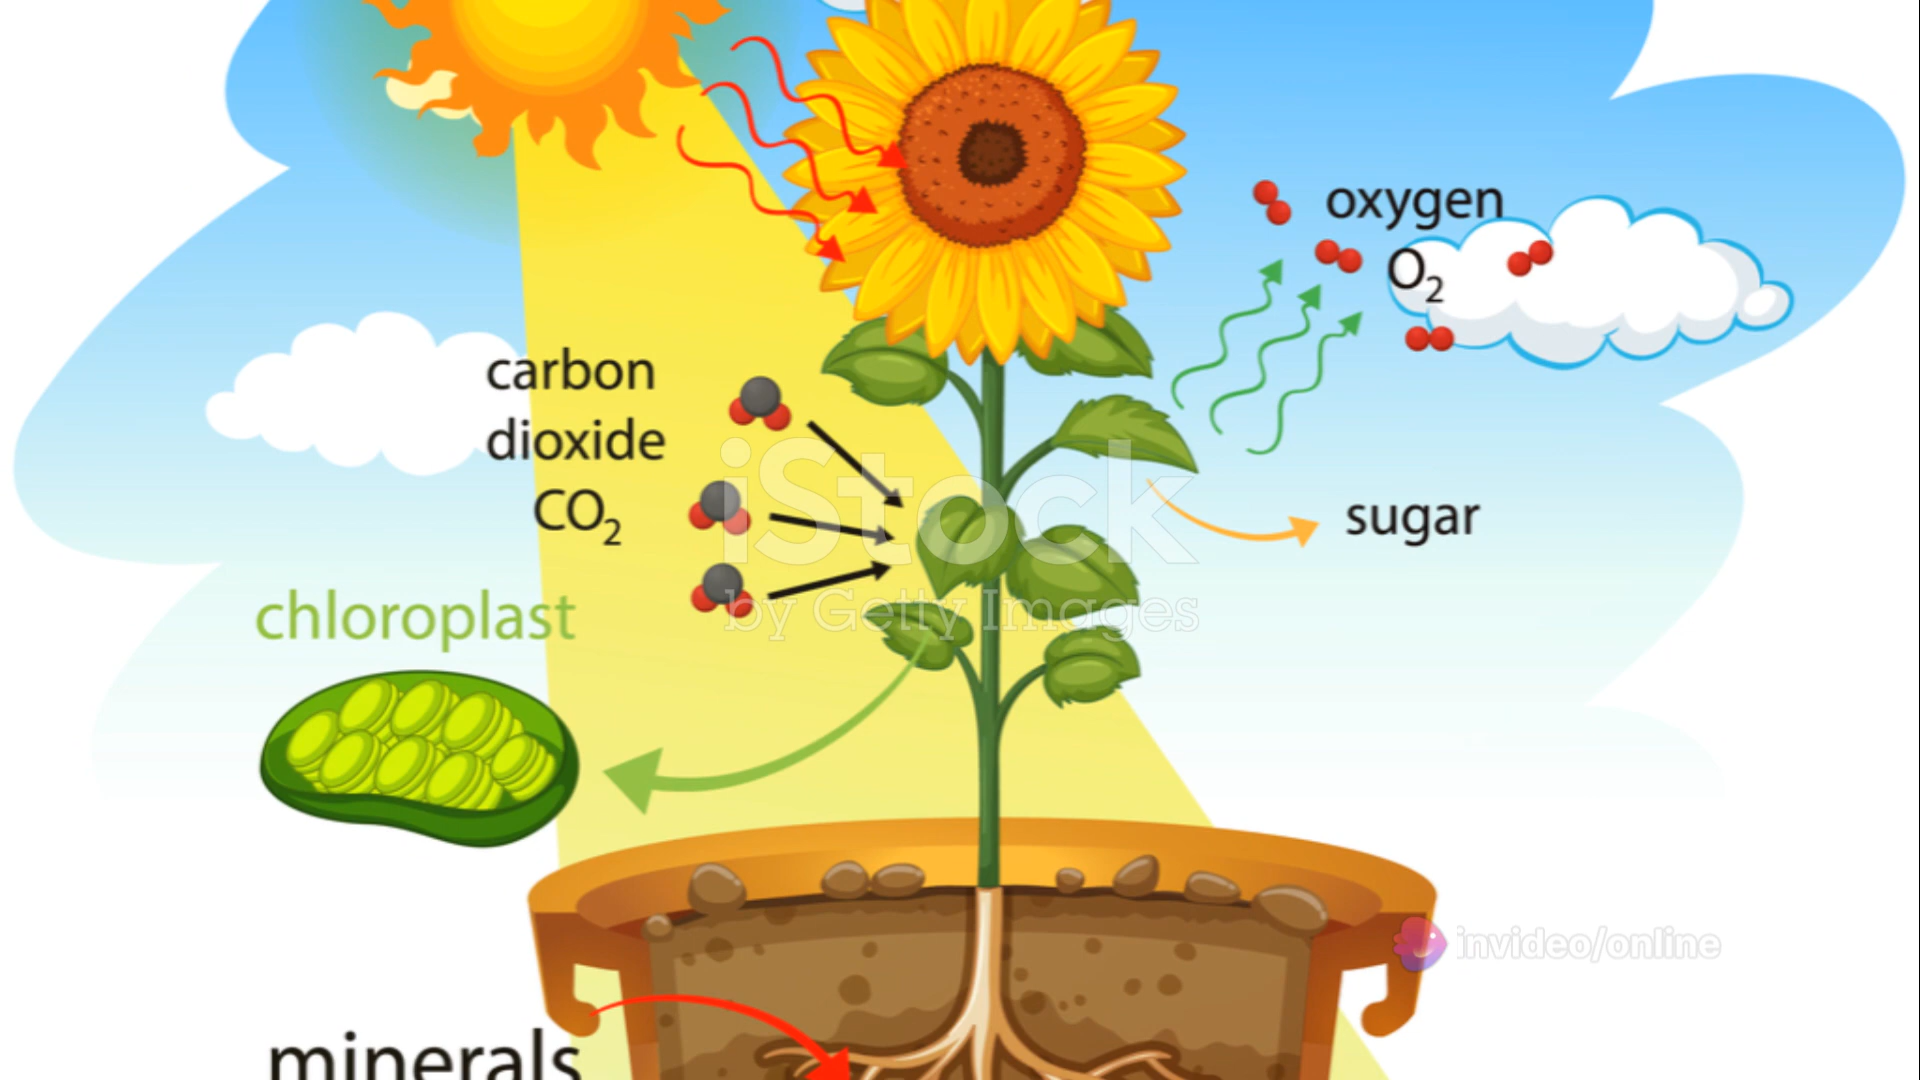 oxygen
O2
carbon
dioxide
CO2
sugar
iStock
by Getty Images
chloroplast
invideo/online
minerals